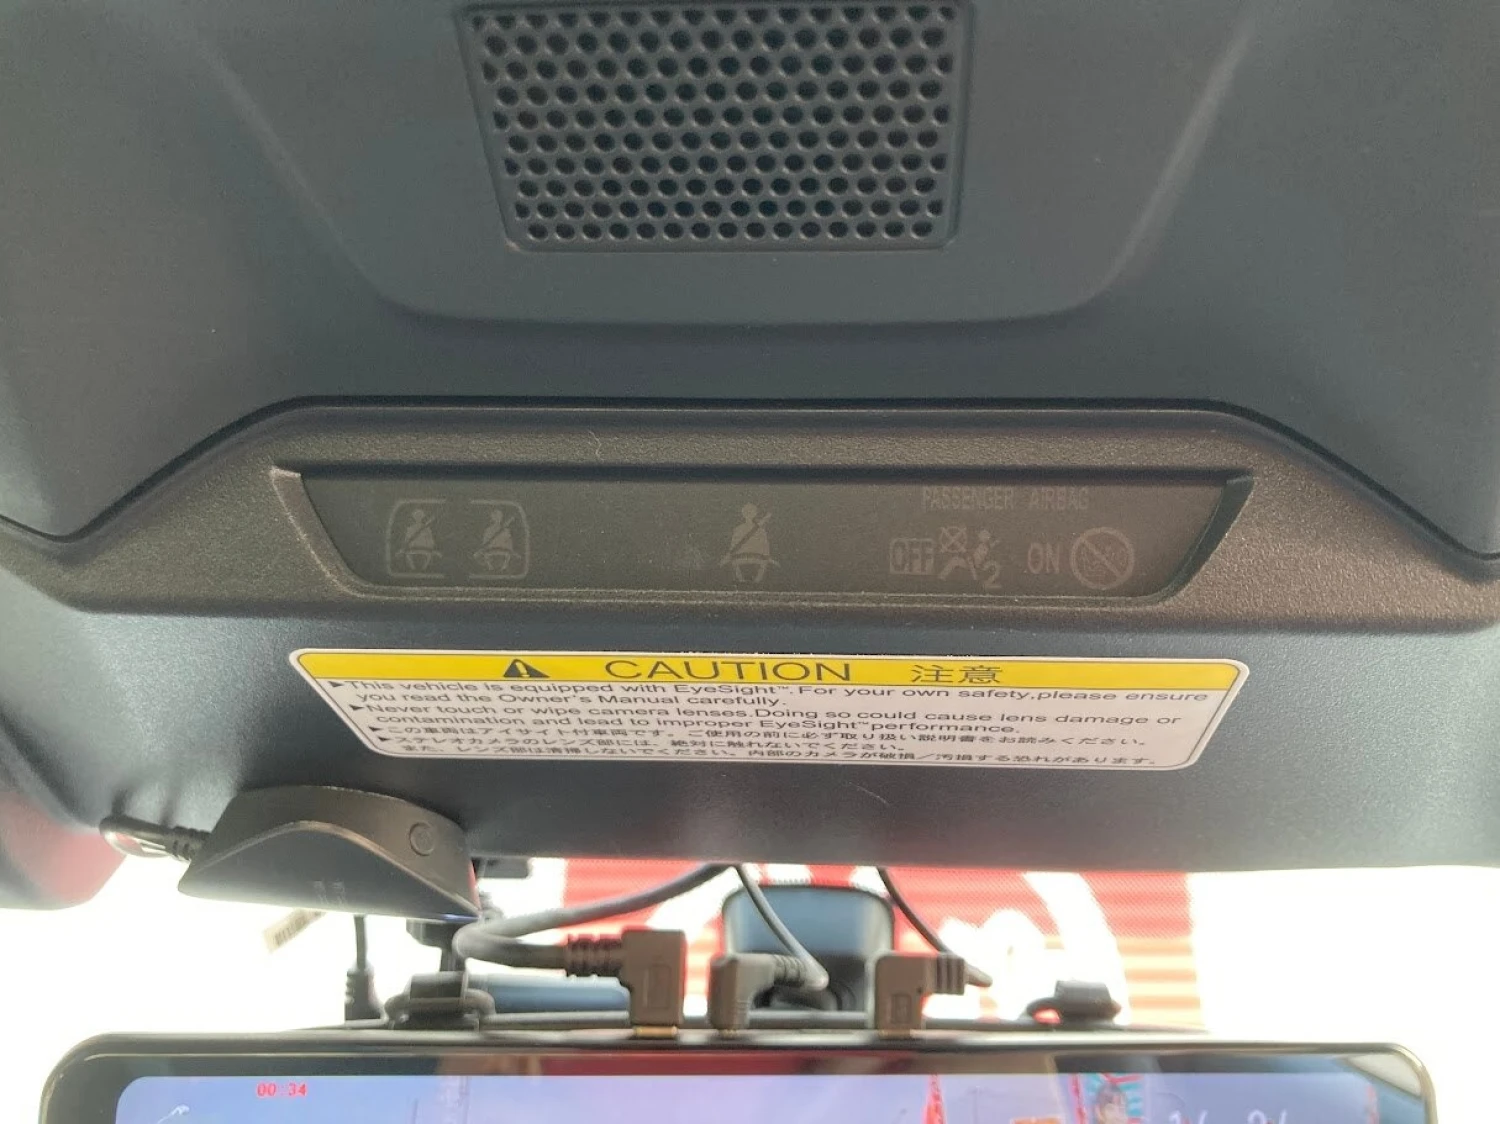 PASSENGER AIRBAG
OFF 2 ON
CAUTION 注意
▶This vehicle is equipped with EyeSight™.For your own safety,please ensure
you read the Owner's Manual carefully.
▶Never touch or wipe camera lenses.Doing so could cause lens damage or
contamination and lead to improper EyeSight™performance.
▶この車両はアイサイト付車両です。ご使用の前に必ず取り扱い説明書をお読みください。
▶ステレオカメラのレンズ部には、絶対に触れないでください。
また、レンズ部は清掃しないでください。内部のカメラが破損／汚損する恐れがあります。
00:34